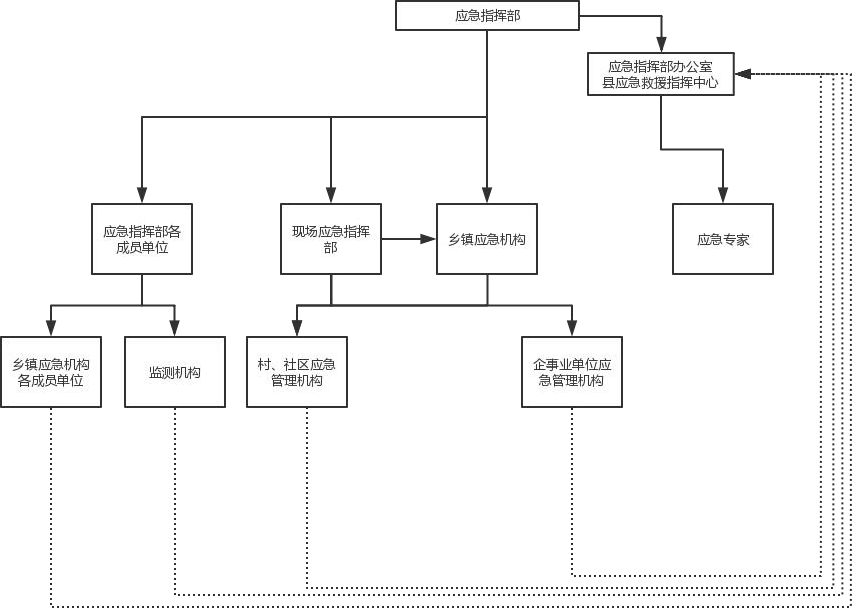 应急指挥部
应急指挥部办公室
县应急救援指挥中心
应急指挥部各
成员单位
现场应急指挥
部
乡镇应急机构
应急专家
乡镇应急机构
各成员单位
监测机构
村、社区应急
管理机构
企事业单位应
急管理机构